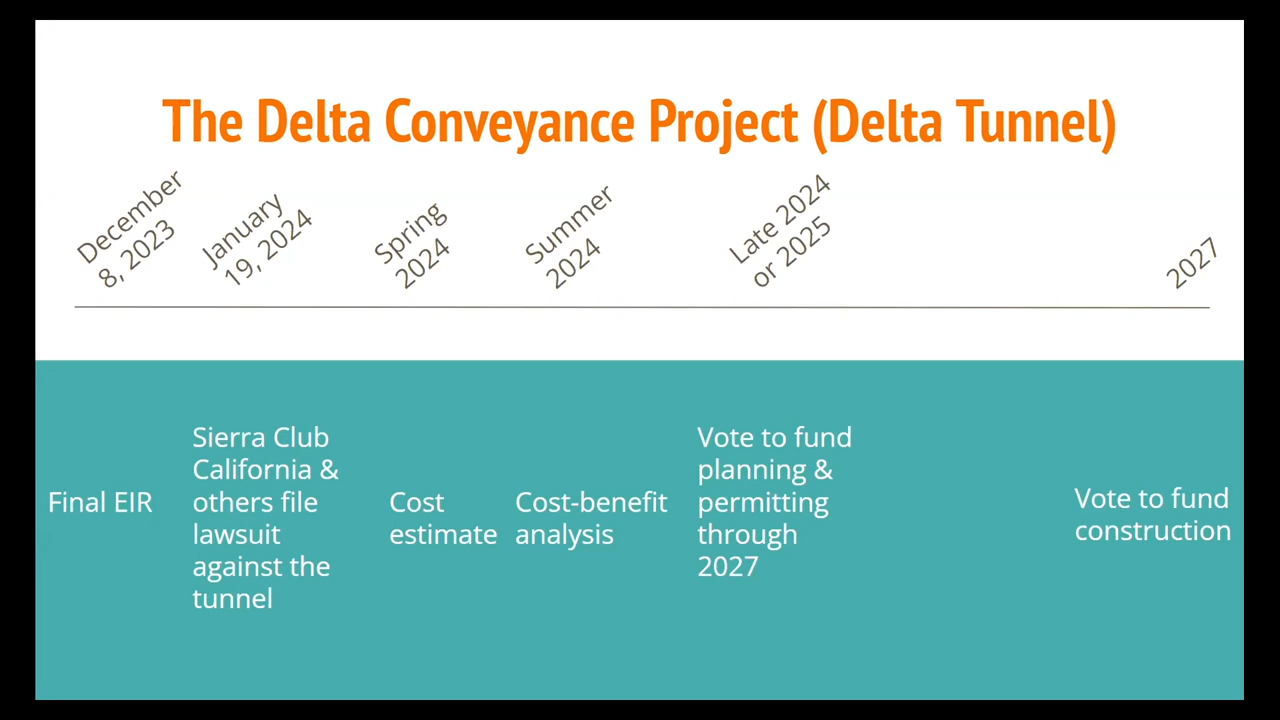 The Delta Conveyance Project (Delta Tunnel)
December
8, 2023
January
19, 2024
Spring
2024
Summer
2024
Late 2024
or 2025
2027
Final EIR
Sierra Club
California &
others file
lawsuit
against the
tunnel
Cost
estimate
Cost-benefit
analysis
Vote to fund
planning &
permitting
through
2027
Vote to fund
construction